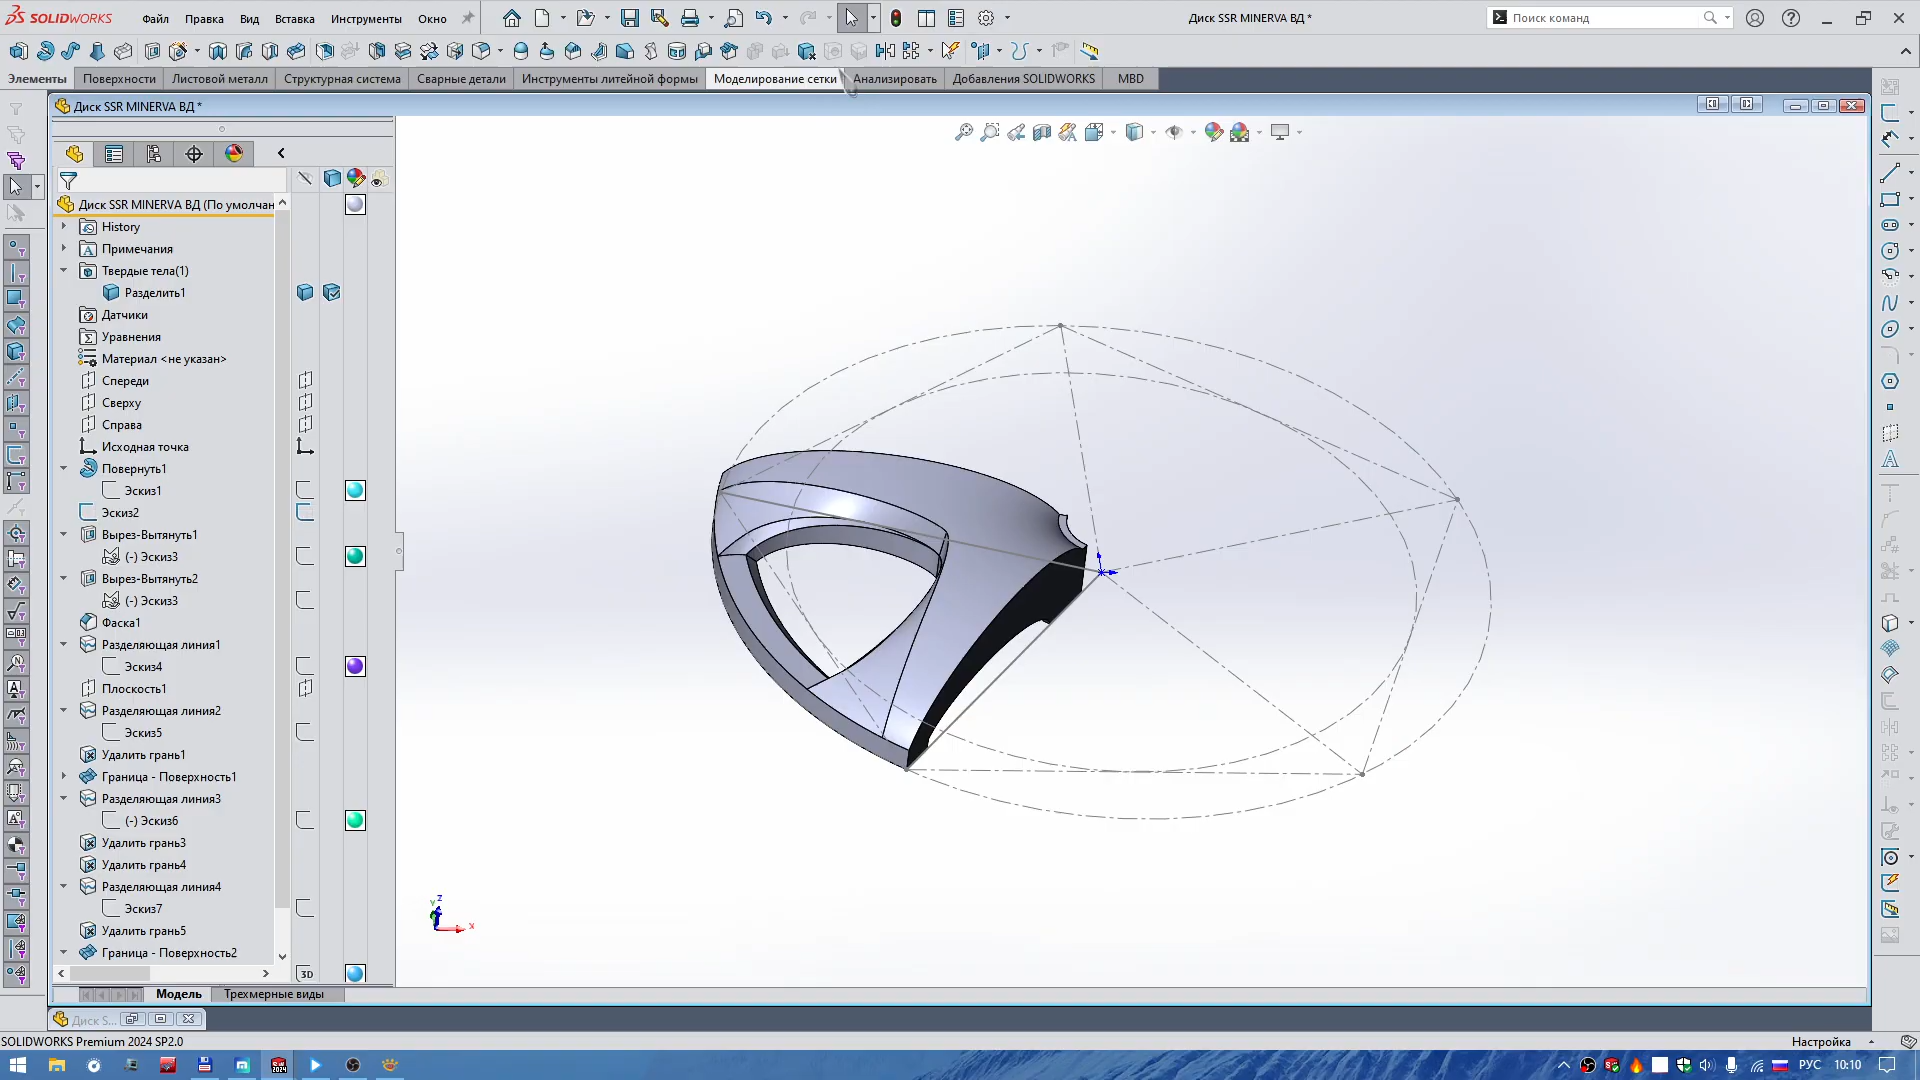 SOLIDWORKS
Файл
Правка
Вид
Вставка
Инструменты
Окно
Диск SSR MINERVA ВД *
Поиск команд
Элементы
Поверхности
Листовой металл
Структурная система
Сварные детали
Инструменты литейной формы
Моделирование сетки
Анализировать
Добавления SOLIDWORKS
MBD
Диск SSR MINERVA ВД *
Диск SSR MINERVA ВД (По умолчан
History
Примечания
Твердые тела(1)
Разделить1
Датчики
Уравнения
Материал <не указан>
Спереди
Сверху
Справа
Исходная точка
Повернуть1
Эскиз1
Эскиз2
Вырез-Вытянуть1
(-) Эскиз3
Вырез-Вытянуть2
(-) Эскиз3
Фаска1
Разделяющая линия1
Эскиз4
Плоскость1
Разделяющая линия2
Эскиз5
Удалить грань1
Граница - Поверхность1
Разделяющая линия3
(-) Эскиз6
Удалить грань3
Удалить грань4
Разделяющая линия4
Эскиз7
Удалить грань5
Граница - Поверхность2
3D
Z
Y
X
Модель
Трехмерные виды
Диск S...
SOLIDWORKS Premium 2024 SP2.0
Настройка
РУС
10:10